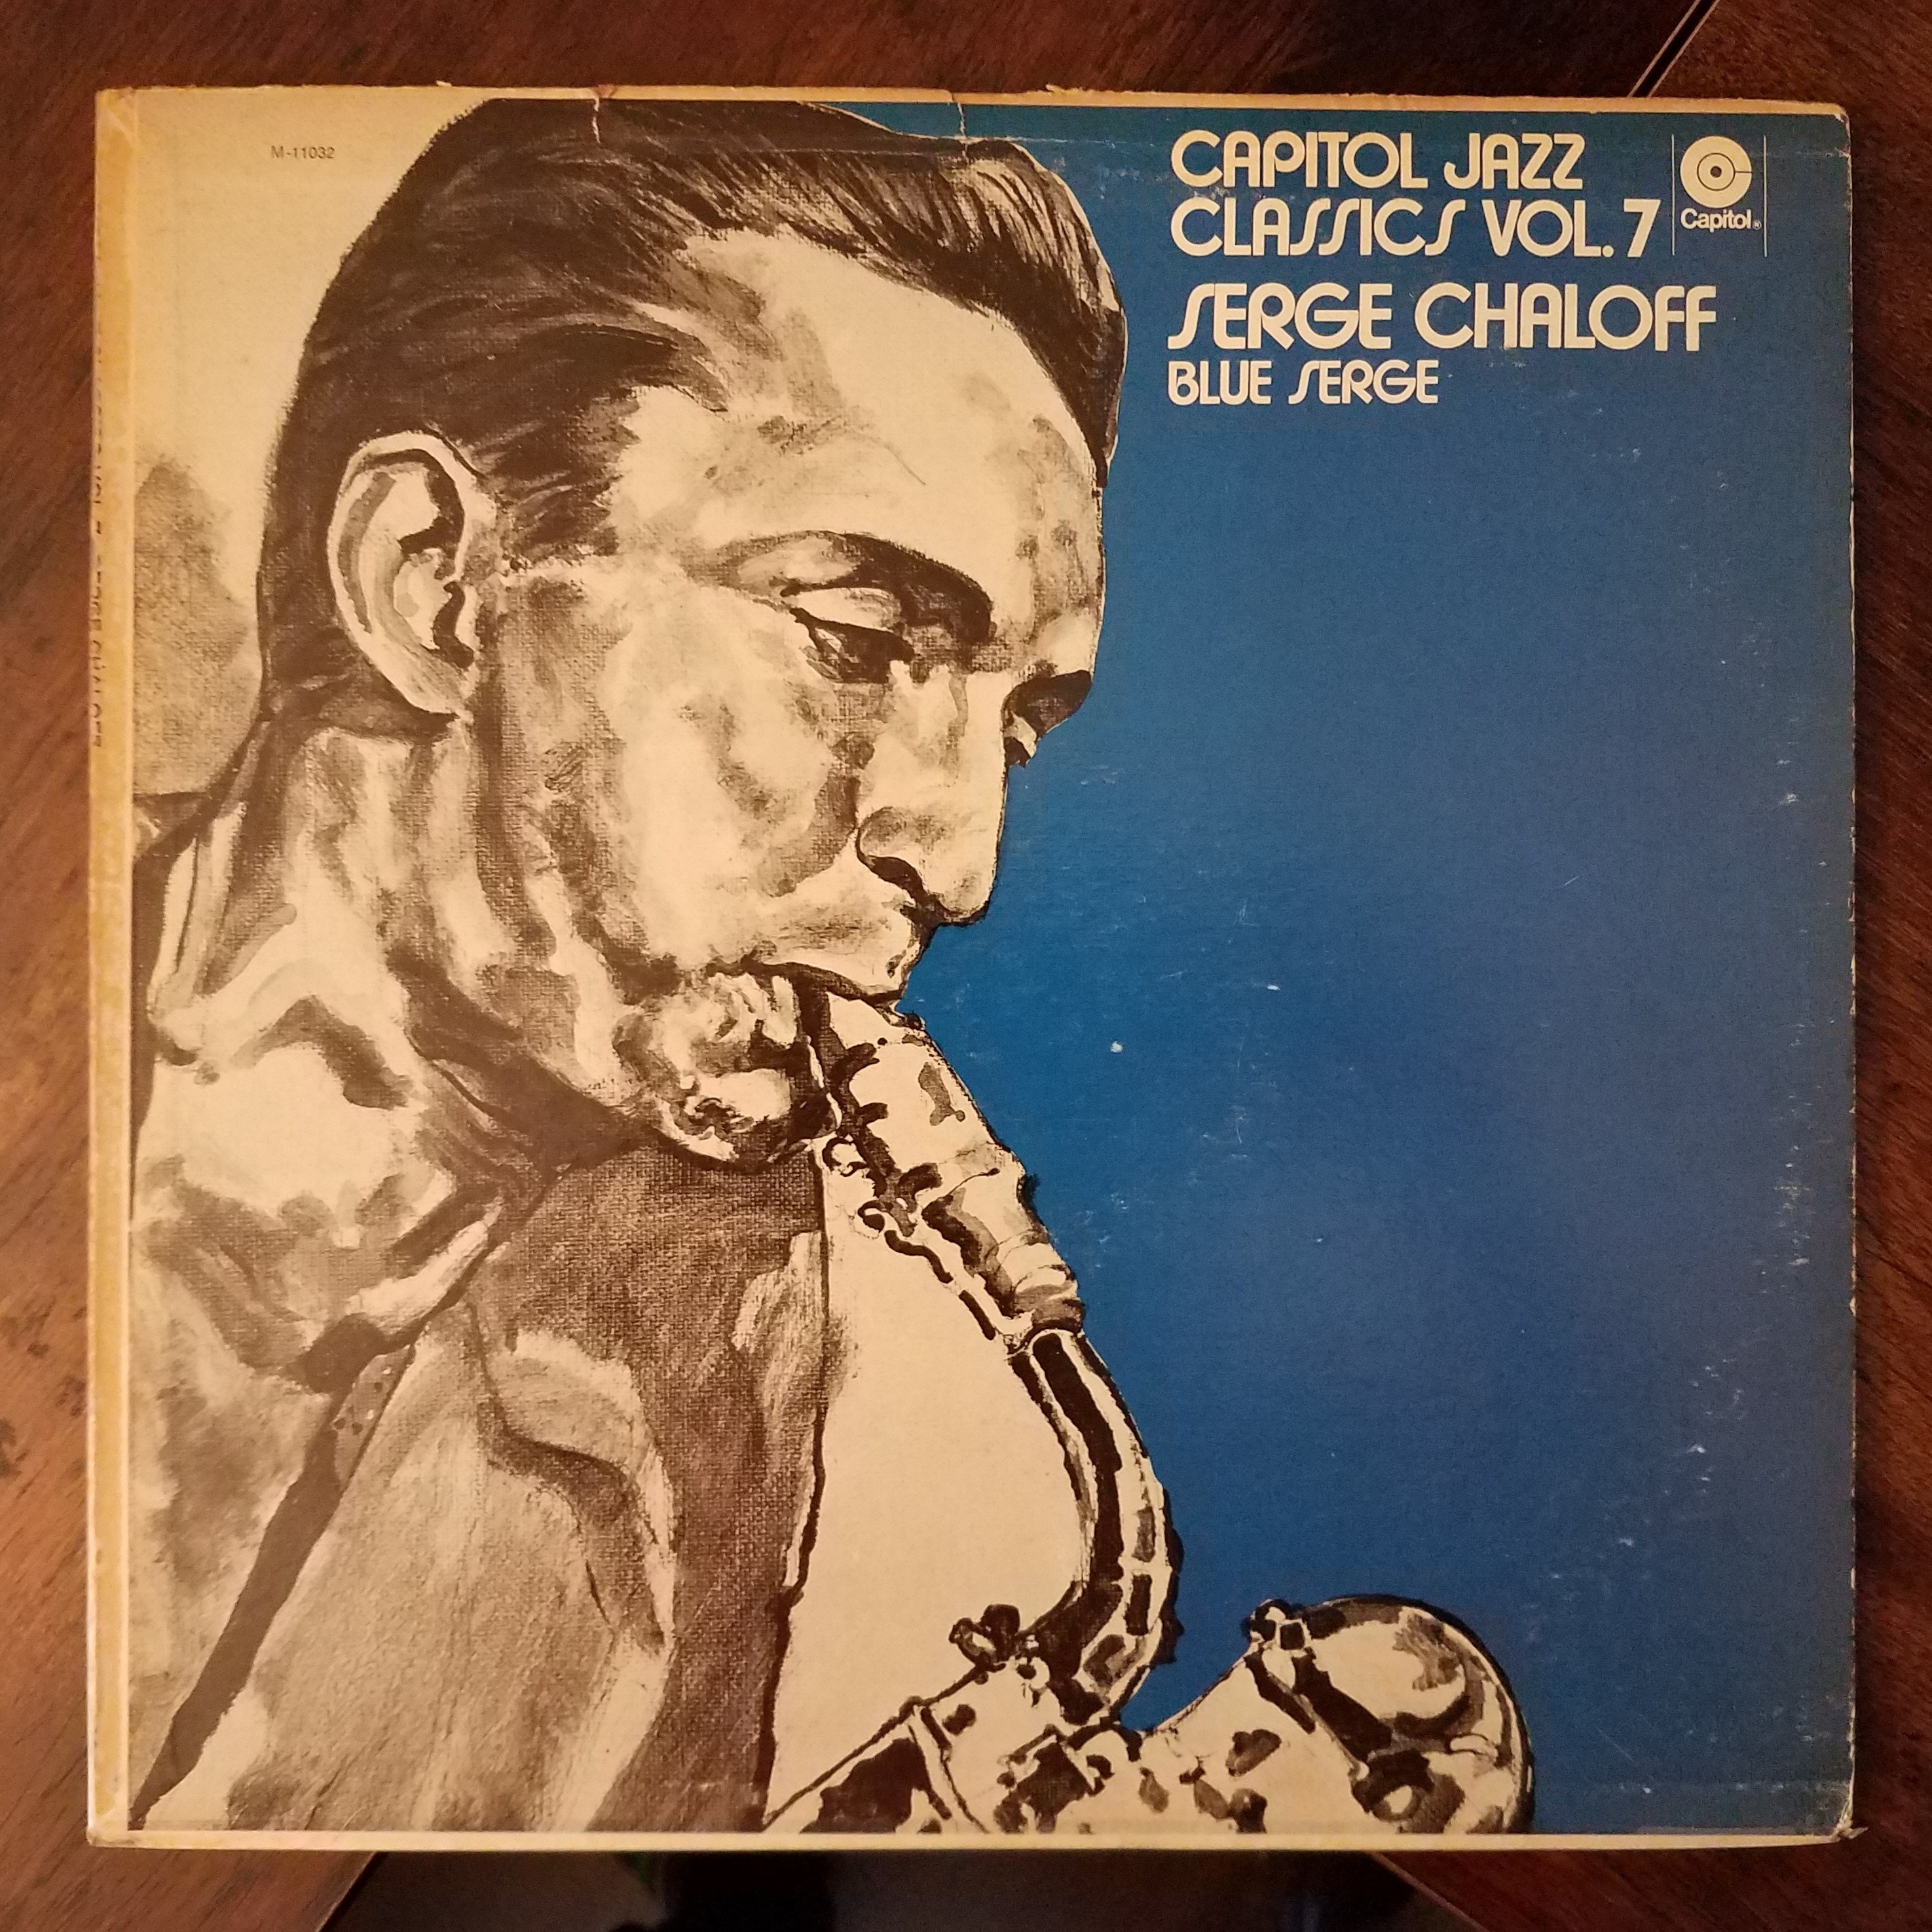 M-11032
CAPITOL JAZZ
CLASSICS VOL. 7
Capitol®
SERGE CHALOFF
BLUE SERGE